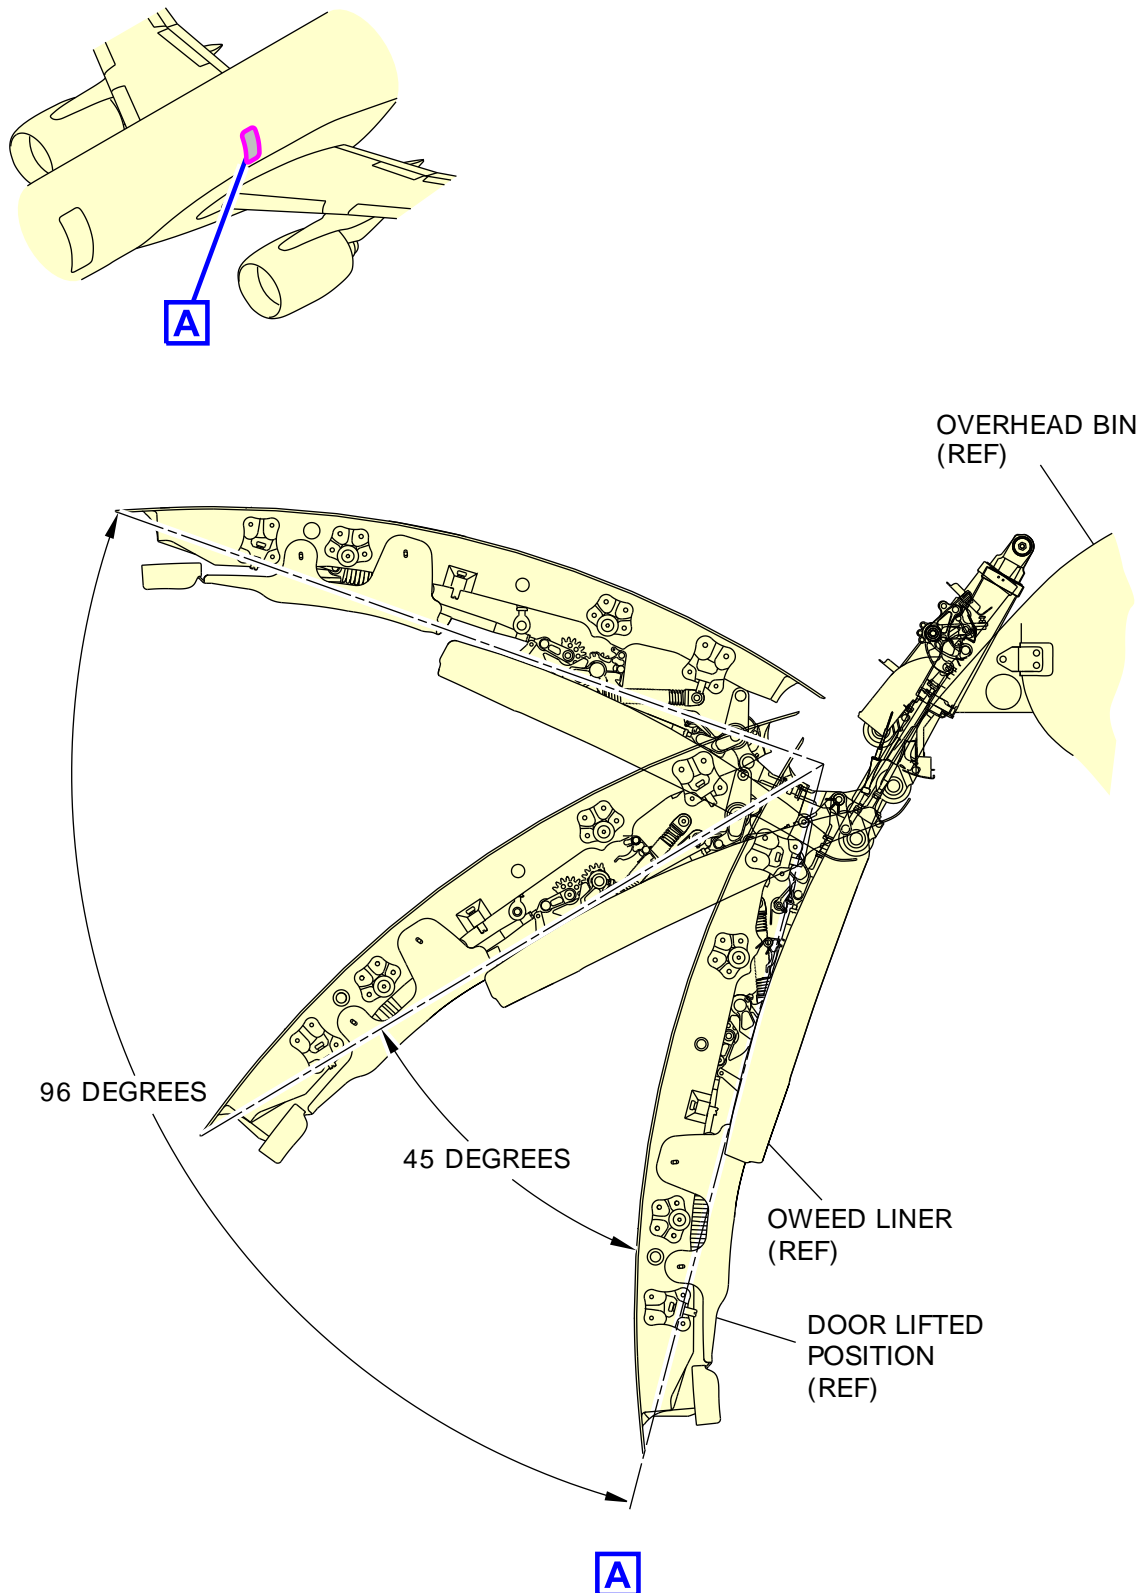 A
OVERHEAD BIN
(REF)
96 DEGREES
45 DEGREES
OWEED LINER
(REF)
DOOR LIFTED
POSITION
(REF)
A